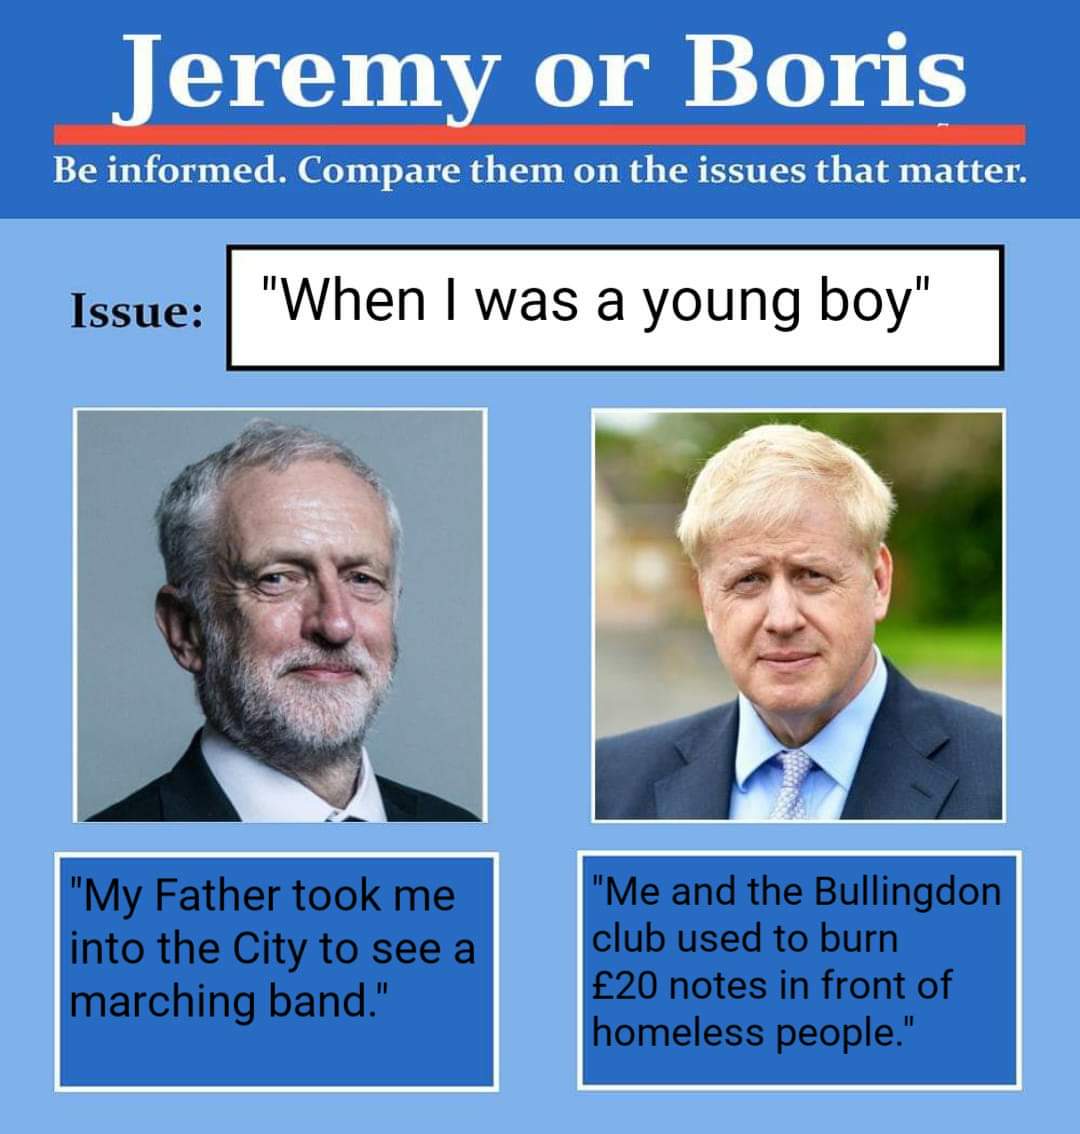 Jeremy or Boris
Be informed. Compare them on the issues that matter.
Issue:
"When I was a young boy"
"My Father took me
into the City to see a
marching band."
"Me and the Bullingdon
club used to burn
£20 notes in front of
homeless people."